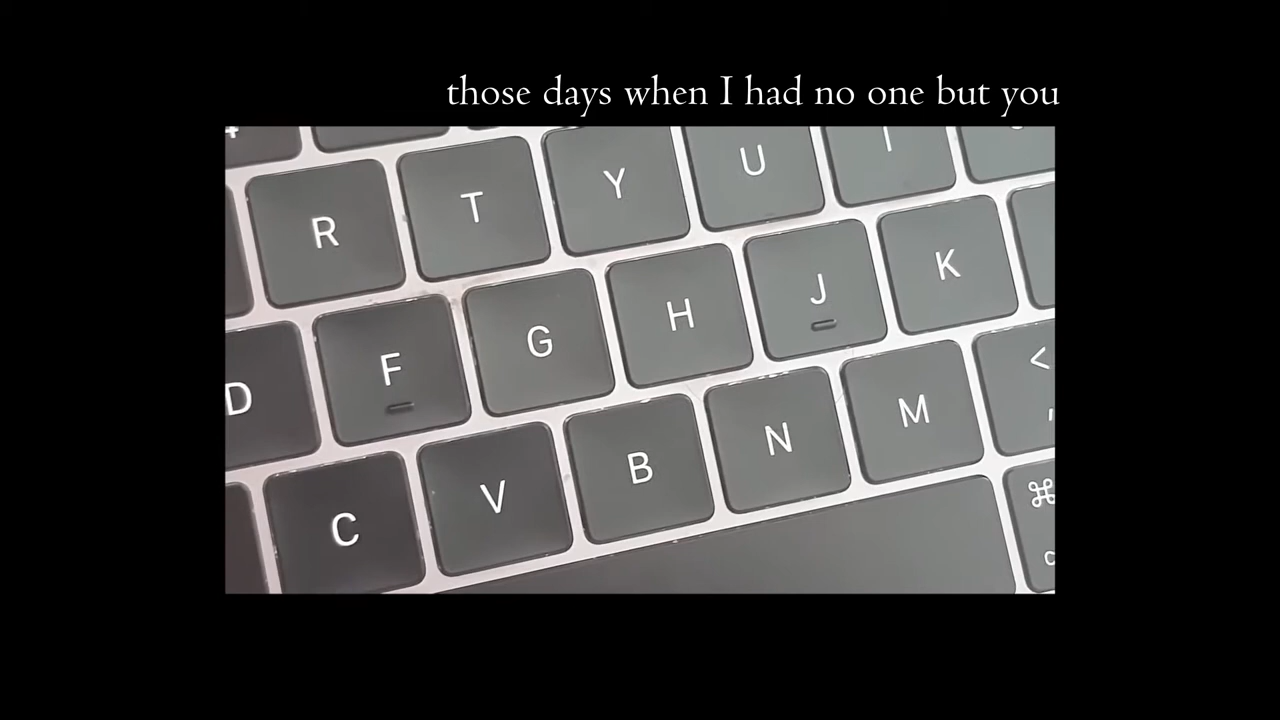 those days when I had no one but you
R T Y U
D F G H J K
C V B N M <
,
⌘